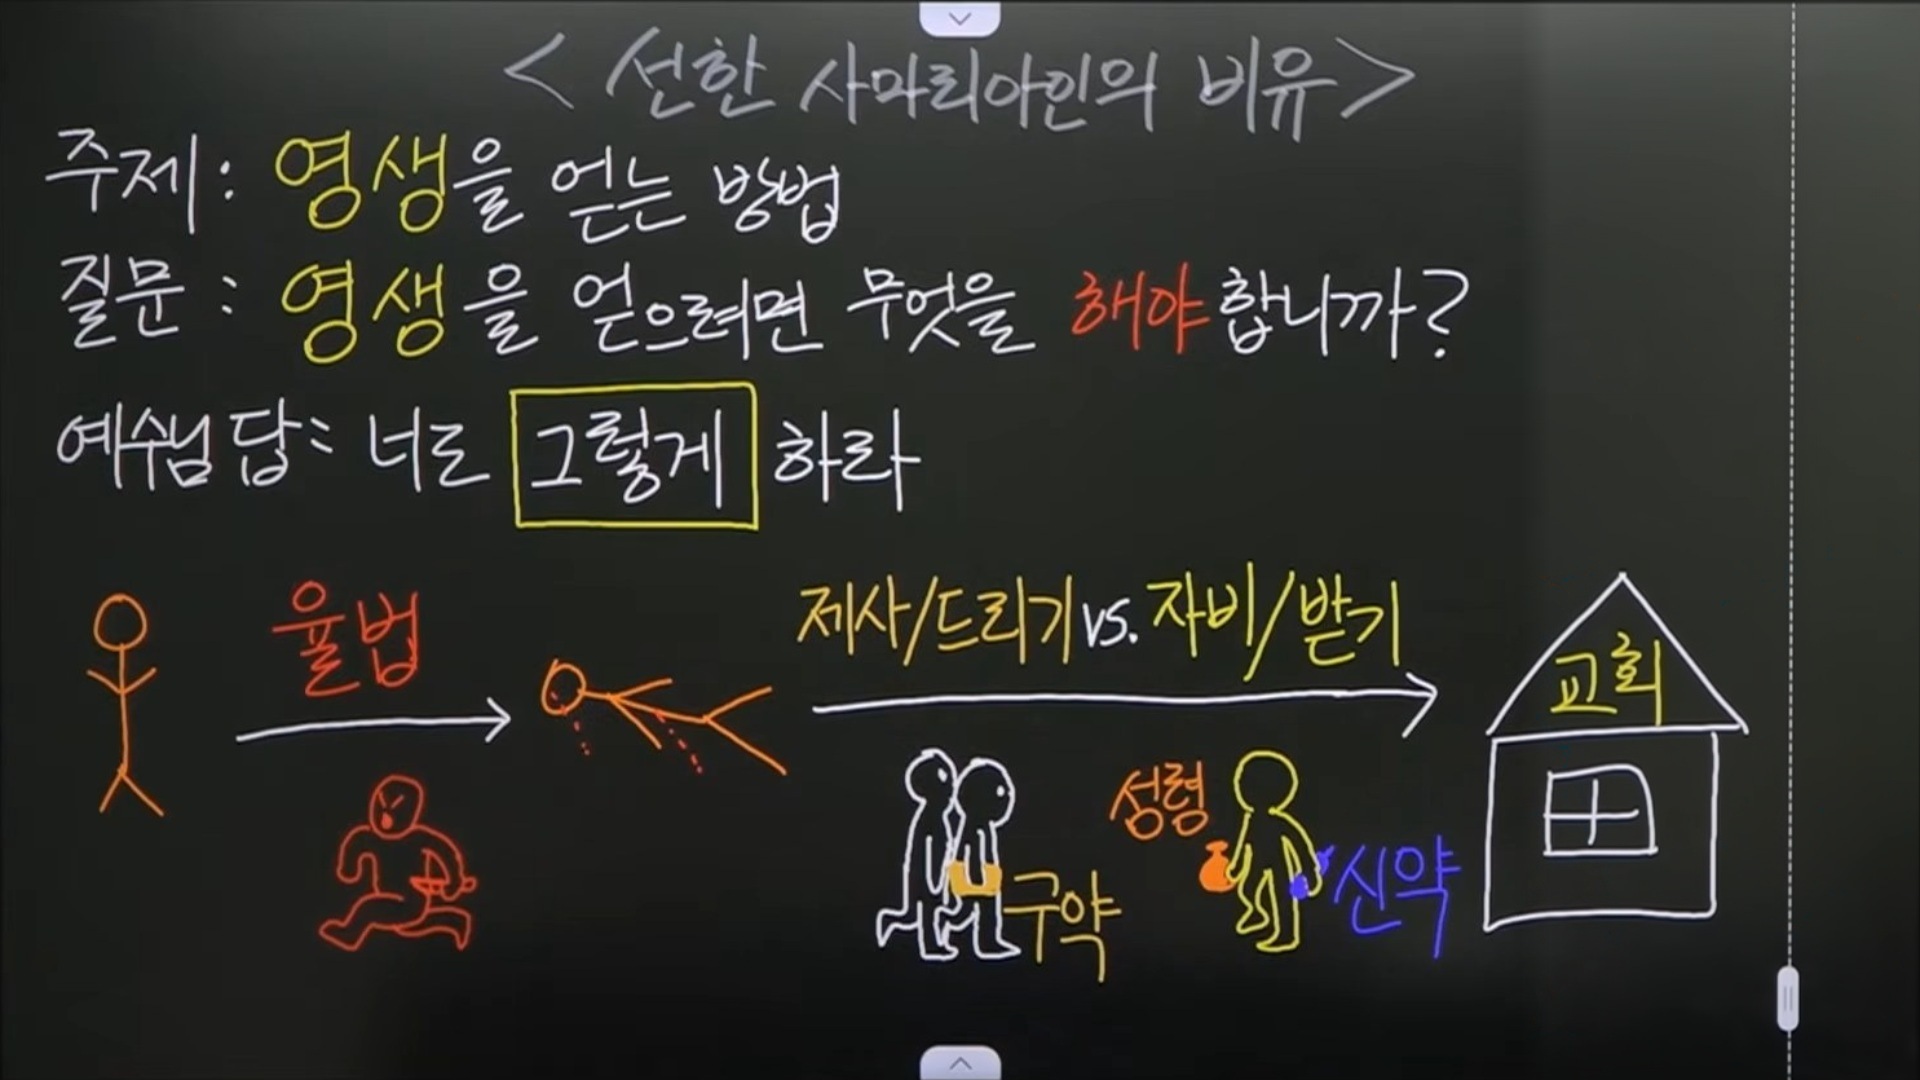 <선한 사마리아인의 비유>
주제: 영생을 얻는 방법
질문: 영생을 얻으려면 무엇을 해야합니까?
예수님 답: 너도 그렇게 하라
율법
제사/드리기 vs. 자비/받기
교회
성령
구약
신약